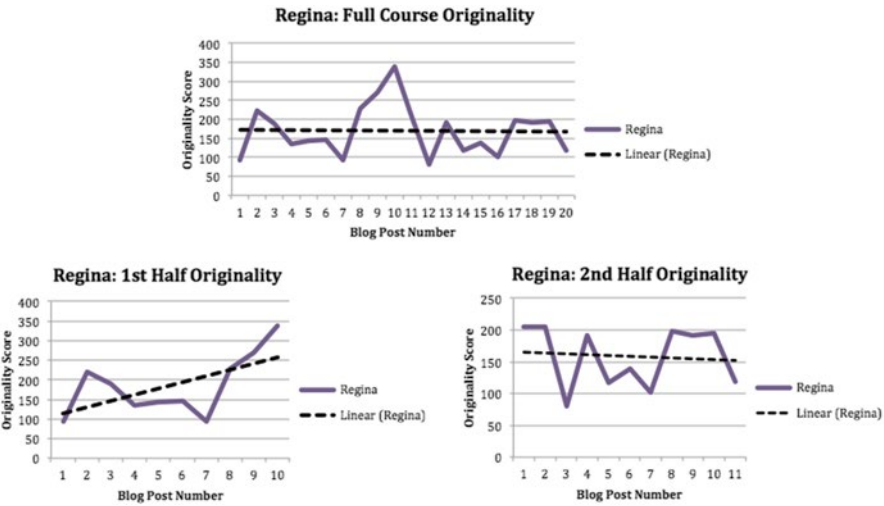 Regina: Full Course Originality
400
350
300
250
200
150
100
50
0
Originality Score
1 2 3 4 5 6 7 8 9 10 11 12 13 14 15 16 17 18 19 20
Blog Post Number
Regina
Linear (Regina)
Regina: 1st Half Originality
400
350
300
250
200
150
100
50
0
Originality Score
1 2 3 4 5 6 7 8 9 10
Blog Post Number
Regina
Linear (Regina)
Regina: 2nd Half Originality
250
200
150
100
50
0
Originality Score
1 2 3 4 5 6 7 8 9 10 11
Blog Post Number
Regina
Linear (Regina)